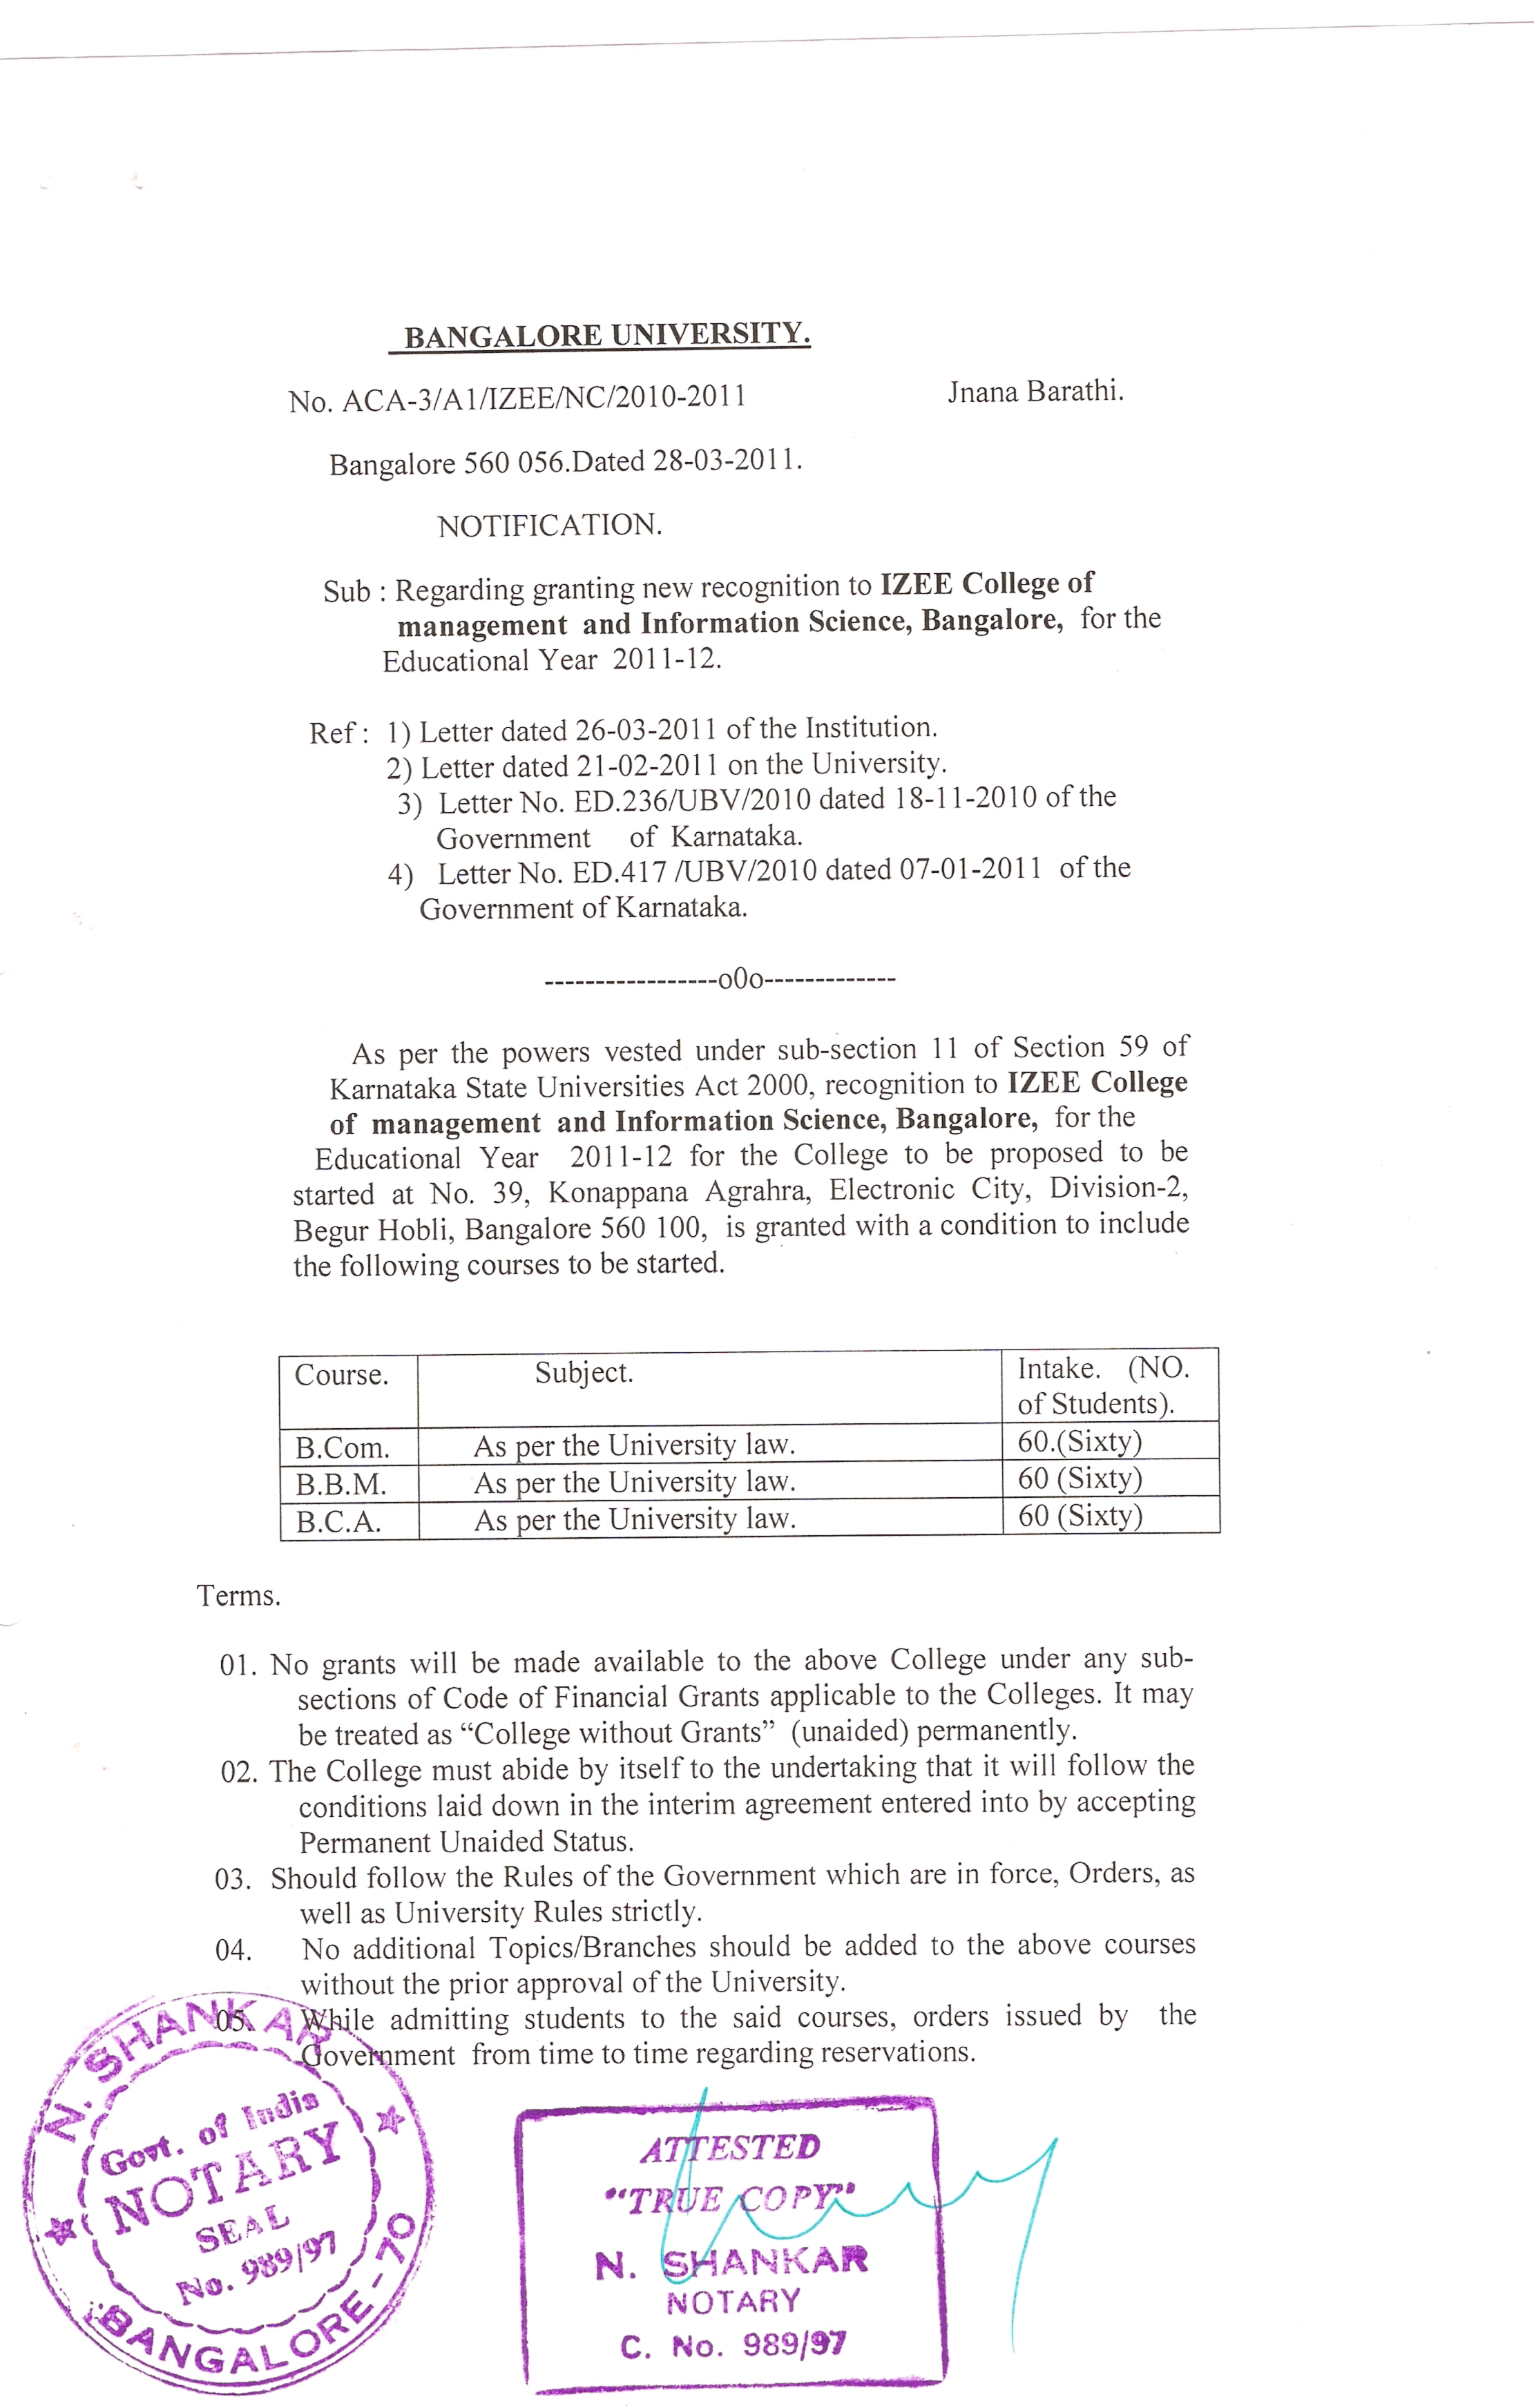 BANGALORE UNIVERSITY.
No. ACA-3/A1/IZEE/NC/2010-2011 Jnana Barathi.
Bangalore 560 056.Dated 28-03-2011.
NOTIFICATION.
Sub : Regarding granting new recognition to IZEE College of
management and Information Science, Bangalore, for the
Educational Year 2011-12.
Ref : 1) Letter dated 26-03-2011 of the Institution.
2) Letter dated 21-02-2011 on the University.
3) Letter No. ED.236/UBV/2010 dated 18-11-2010 of the
Government of Karnataka.
4) Letter No. ED.417 /UBV/2010 dated 07-01-2011 of the
Government of Karnataka.
-----------------o0o-------------
As per the powers vested under sub-section 11 of Section 59 of
Karnataka State Universities Act 2000, recognition to IZEE College
of management and Information Science, Bangalore, for the
Educational Year 2011-12 for the College to be proposed to be
started at No. 39, Konappana Agrahra, Electronic City, Division-2,
Begur Hobli, Bangalore 560 100, is granted with a condition to include
the following courses to be started.
Course. Subject. Intake. (NO.
of Students).
B.Com. As per the University law. 60.(Sixty)
B.B.M. As per the University law. 60 (Sixty)
B.C.A. As per the University law. 60 (Sixty)
Terms.
01. No grants will be made available to the above College under any sub-
sections of Code of Financial Grants applicable to the Colleges. It may
be treated as “College without Grants” (unaided) permanently.
02. The College must abide by itself to the undertaking that it will follow the
conditions laid down in the interim agreement entered into by accepting
Permanent Unaided Status.
03. Should follow the Rules of the Government which are in force, Orders, as
well as University Rules strictly.
04. No additional Topics/Branches should be added to the above courses
without the prior approval of the University.
05. While admitting students to the said courses, orders issued by the
Government from time to time regarding reservations.
N. SHANKAR
Govt. of India
NOTARY
SEAL
No. 989/97
BANGALORE-70
ATTESTED
"TRUE COPY"
N. SHANKAR
NOTARY
C. No. 989/97